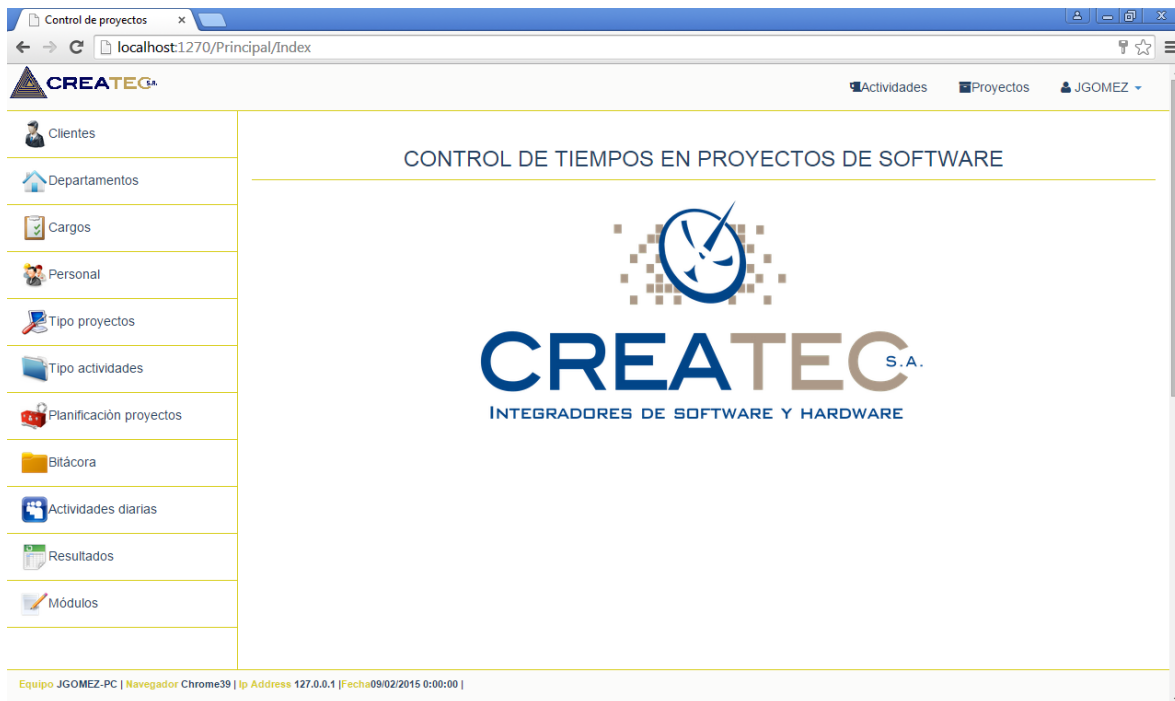 Control de proyectos
localhost:1270/Principal/Index
CREATEC S.A.
Actividades Proyectos JGOMEZ
Clientes
Departamentos
Cargos
Personal
Tipo proyectos
Tipo actividades
Planificación proyectos
Bitácora
Actividades diarias
Resultados
Módulos
CONTROL DE TIEMPOS EN PROYECTOS DE SOFTWARE
CREATEC S.A.
INTEGRADORES DE SOFTWARE Y HARDWARE
Equipo JGOMEZ-PC | Navegador Chrome39 | Ip Address 127.0.0.1 |Fecha09/02/2015 0:00:00 |